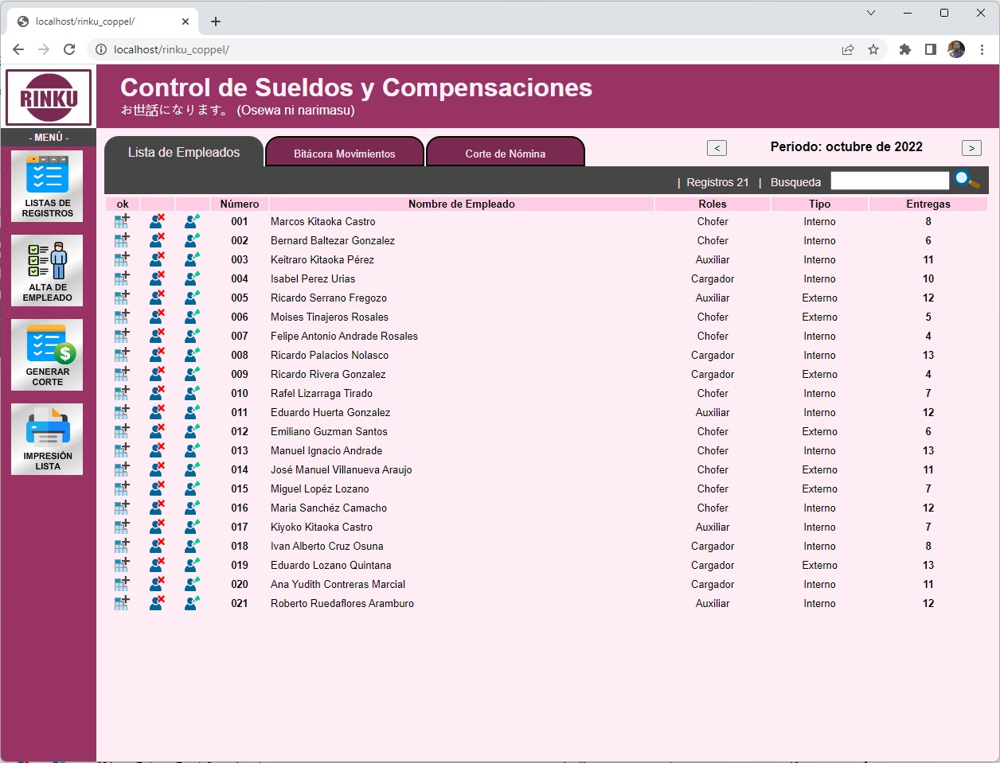 localhost/rinku_coppel/
localhost/rinku_coppel/
RINKU
Control de Sueldos y Compensaciones
お世話になります。 (Osewa ni narimasu)
- MENÚ -
LISTAS DE
REGISTROS
ALTA DE
EMPLEADO
$
GENERAR
CORTE
IMPRESIÓN
LISTA
Lista de Empleados Bitácora Movimientos Corte de Nómina < Período: octubre de 2022 >
| Registros 21 | Busqueda
ok Número Nombre de Empleado Roles Tipo Entregas
001 Marcos Kitaoka Castro Chofer Interno 8
002 Bernard Baltezar Gonzalez Chofer Interno 6
003 Keitraro Kitaoka Pérez Auxiliar Interno 11
004 Isabel Perez Urias Cargador Interno 10
005 Ricardo Serrano Fregozo Auxiliar Externo 12
006 Moises Tinajeros Rosales Chofer Externo 5
007 Felipe Antonio Andrade Rosales Chofer Interno 4
008 Ricardo Palacios Nolasco Cargador Interno 13
009 Ricardo Rivera Gonzalez Cargador Externo 4
010 Rafel Lizarraga Tirado Chofer Interno 7
011 Eduardo Huerta Gonzalez Auxiliar Interno 12
012 Emiliano Guzman Santos Chofer Externo 6
013 Manuel Ignacio Andrade Chofer Interno 13
014 José Manuel Villanueva Araujo Chofer Externo 11
015 Miguel Lopéz Lozano Chofer Externo 7
016 Maria Sanchéz Camacho Chofer Interno 12
017 Kiyoko Kitaoka Castro Auxiliar Interno 7
018 Ivan Alberto Cruz Osuna Cargador Interno 8
019 Eduardo Lozano Quintana Cargador Externo 13
020 Ana Yudith Contreras Marcial Cargador Interno 11
021 Roberto Ruedaflores Aramburo Auxiliar Interno 12